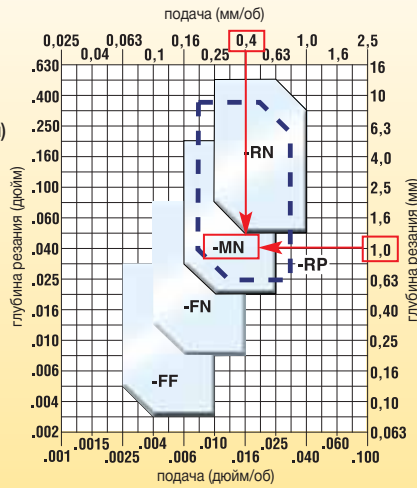 подача (мм/об)
0,025 0,063 0,16 0,4 1,0 2,5
0,04 0,1 0,25 0,63 1,6
.630 16
.400 10
)
.250 6,3
.160 -RN 4,0
.100 2,5
.060 1,6
.040 -MN 1,0
-RP
.025 0,63
.016 -FN 0,40
.010 0,25
-FF
.006 0,16
.004 0,10
.002 0,063
глубина резания (дюйм)
глубина резания (мм)
.001 .0025 .006 .016 .040 .100
.0015 .004 .010 .025 .060
подача (дюйм/об)